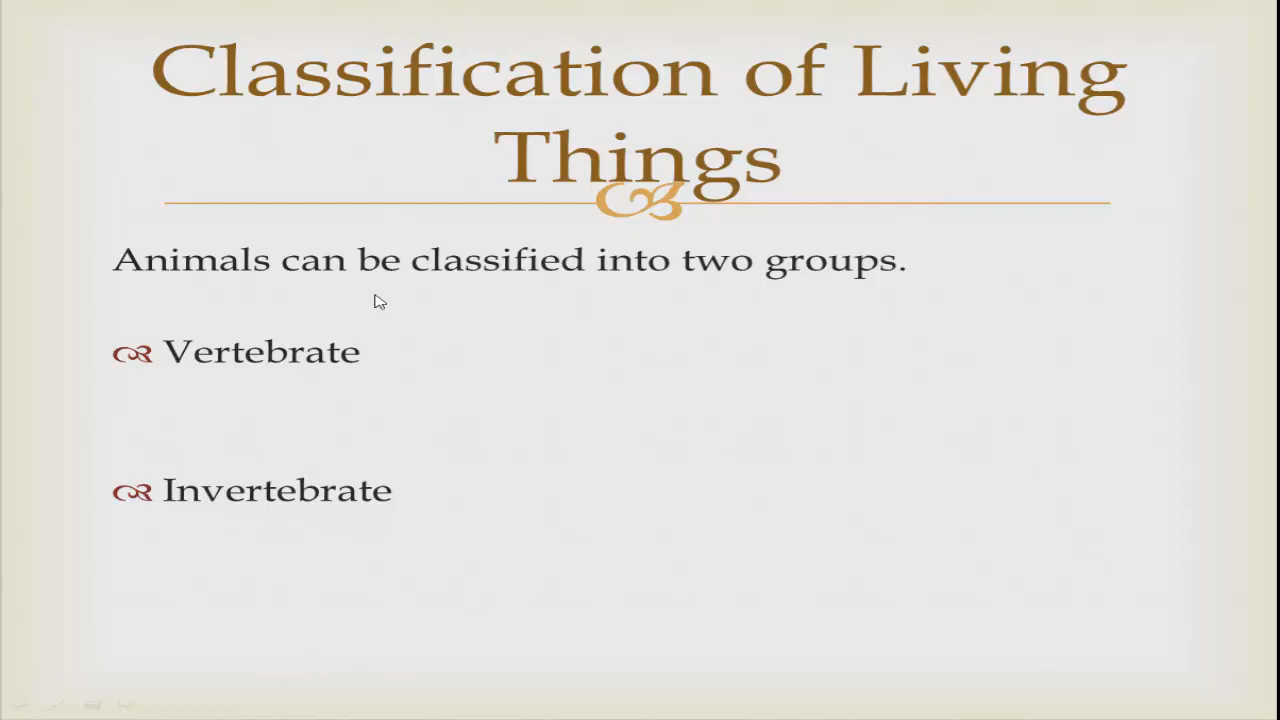 Classification of Living
Things
Animals can be classified into two groups.
Vertebrate
Invertebrate